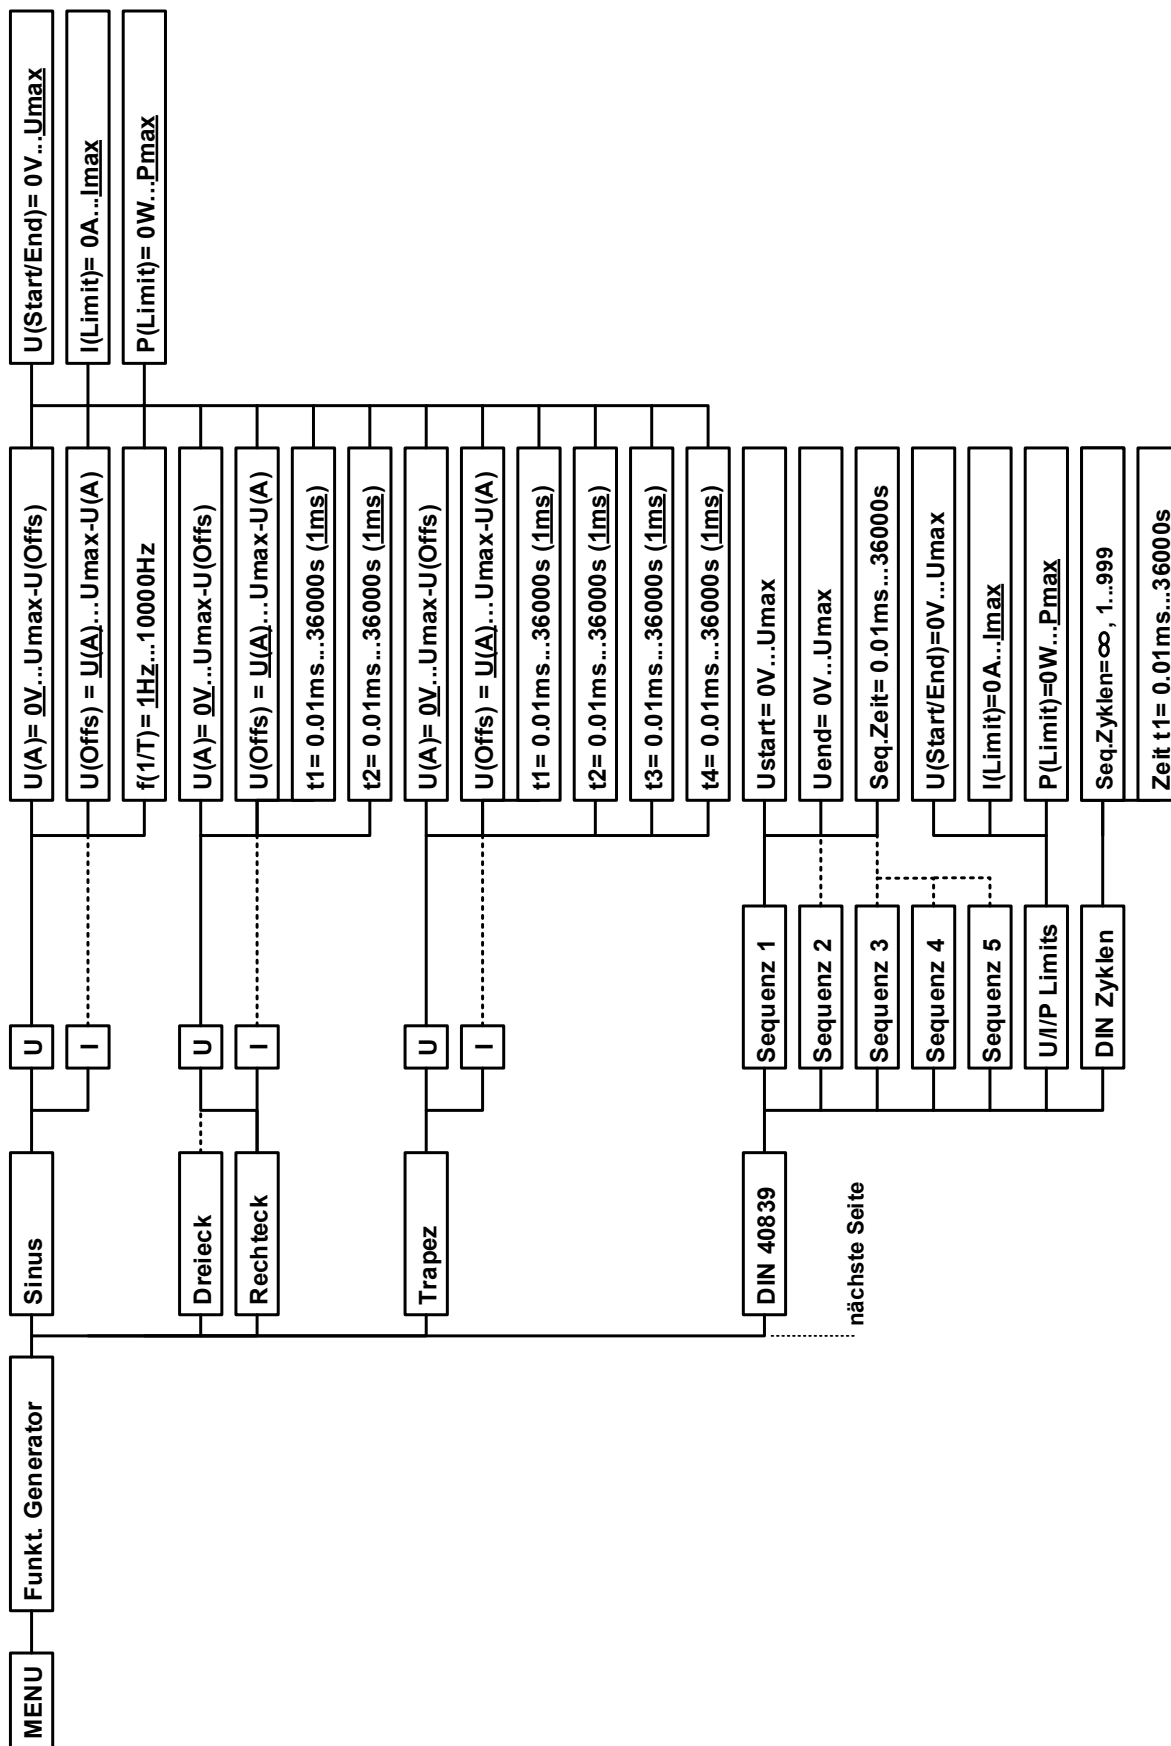 MENU
Funkt. Generator
Sinus
U
I
U(A)= 0V...Umax-U(Offs)
U(Offs) = U(A)...Umax-U(A)
f(1/T)= 1Hz...10000Hz
U(Start/End)= 0V...Umax
I(Limit)= 0A...Imax
P(Limit)= 0W...Pmax
Dreieck
Rechteck
U
I
U(A)= 0V...Umax-U(Offs)
U(Offs) = U(A)...Umax-U(A)
t1= 0.01ms...36000s (1ms)
t2= 0.01ms...36000s (1ms)
Trapez
U
I
U(A)= 0V...Umax-U(Offs)
U(Offs) = U(A)...Umax-U(A)
t1= 0.01ms...36000s (1ms)
t2= 0.01ms...36000s (1ms)
t3= 0.01ms...36000s (1ms)
t4= 0.01ms...36000s (1ms)
DIN 40839
Sequenz 1
Sequenz 2
Sequenz 3
Sequenz 4
Sequenz 5
U/I/P Limits
DIN Zyklen
Ustart= 0V...Umax
Uend= 0V...Umax
Seq.Zeit= 0.01ms...36000s
U(Start/End)=0V...Umax
I(Limit)=0A...Imax
P(Limit)=0W...Pmax
Seq.Zyklen=∞, 1...999
Zeit t1= 0.01ms...36000s
nächste Seite